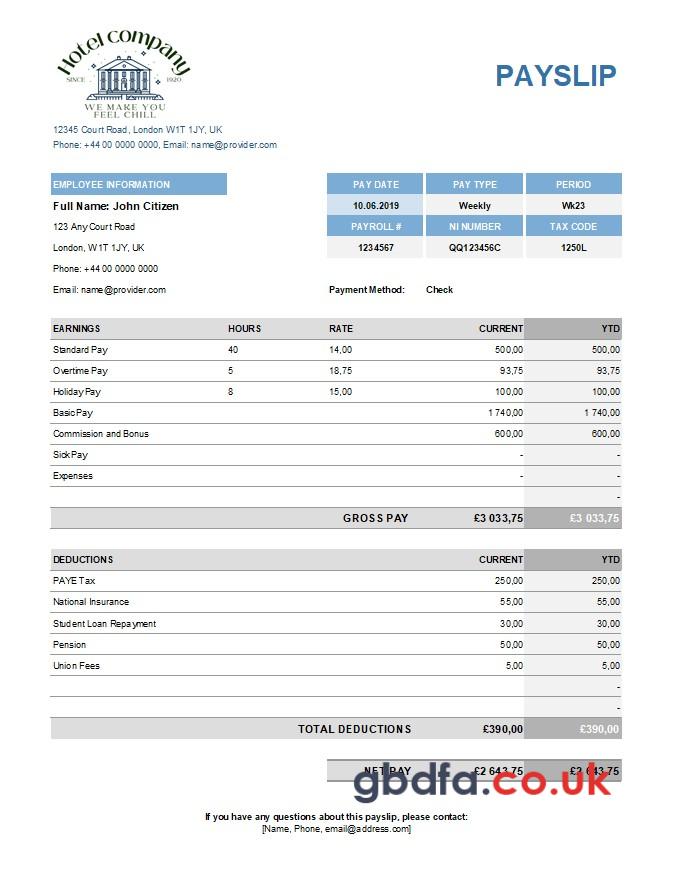 Hotel Company
SINCE 1920
WE MAKE YOU
FEEL CHILL
PAYSLIP
12345 Court Road, London W1T 1JY, UK
Phone: +44 00 0000 0000, Email: name@provider.com
EMPLOYEE INFORMATION PAY DATE PAY TYPE PERIOD
Full Name: John Citizen 10.06.2019 Weekly Wk23
123 Any Court Road PAYROLL # NI NUMBER TAX CODE
London, W1T 1JY, UK 1234567 QQ123456C 1250L
Phone: +44 00 0000 0000
Email: name@provider.com Payment Method: Check
EARNINGS HOURS RATE CURRENT YTD
Standard Pay 40 14,00 500,00 500,00
Overtime Pay 5 18,75 93,75 93,75
Holiday Pay 8 15,00 100,00 100,00
Basic Pay 1 740,00 1 740,00
Commission and Bonus 600,00 600,00
Sick Pay - -
Expenses - -
-
GROSS PAY £3 033,75 £3 033,75
DEDUCTIONS CURRENT YTD
PAYE Tax 250,00 250,00
National Insurance 55,00 55,00
Student Loan Repayment 30,00 30,00
Pension 50,00 50,00
Union Fees 5,00 5,00
-
-
TOTAL DEDUCTIONS £390,00 £390,00
NET PAY £2 643,75 £2 643,75
gbdfa.co.uk
If you have any questions about this payslip, please contact:
[Name, Phone, email@address.com]